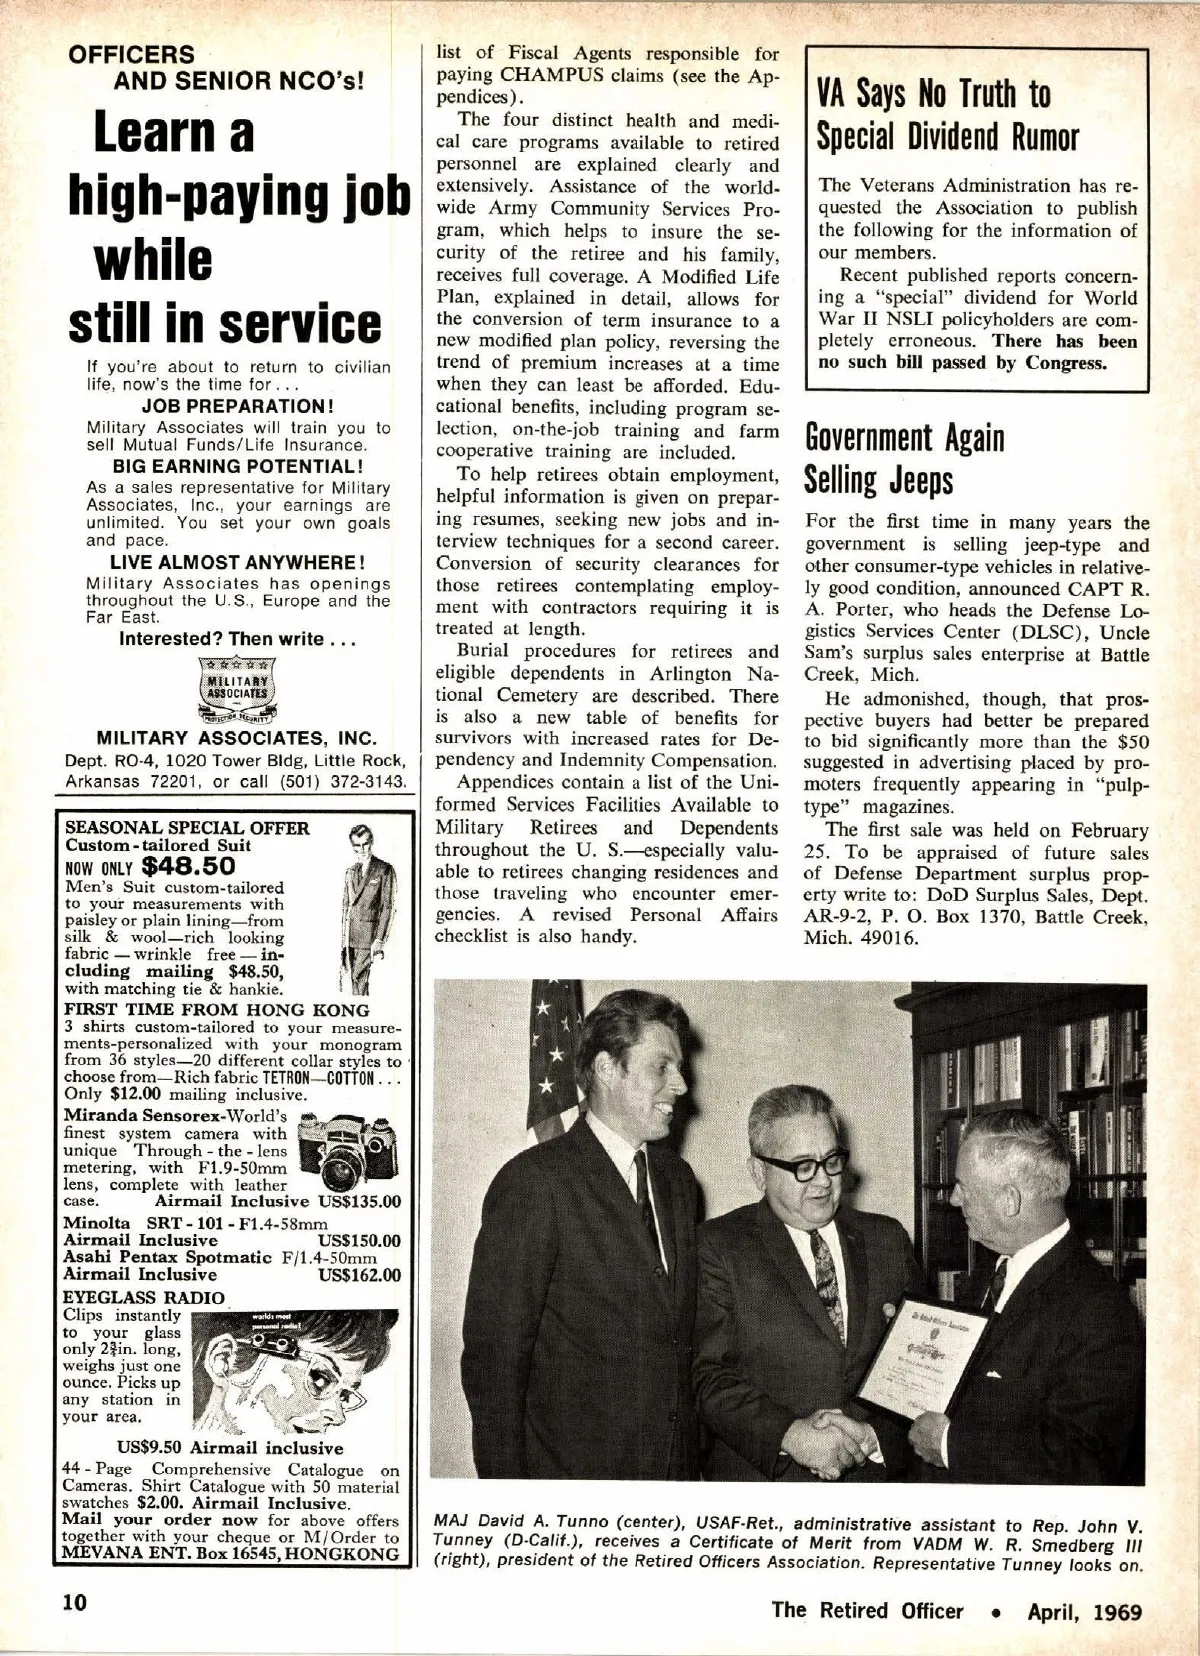 OFFICERS
AND SENIOR NCO's!
Learn a
high-paying job
while
still in service
If you're about to return to civilian
life, now's the time for . . .
JOB PREPARATION!
Military Associates will train you to
sell Mutual Funds/Life Insurance.
BIG EARNING POTENTIAL!
As a sales representative for Military
Associates, Inc., your earnings are
unlimited. You set your own goals
and pace.
LIVE ALMOST ANYWHERE!
Military Associates has openings
throughout the U.S., Europe and the
Far East.
Interested? Then write . . .
MILITARY
ASSOCIATES
PROTECTION SECURITY
MILITARY ASSOCIATES, INC.
Dept. RO-4, 1020 Tower Bldg, Little Rock,
Arkansas 72201, or call (501) 372-3143.
SEASONAL SPECIAL OFFER
Custom-tailored Suit
NOW ONLY $48.50
Men's Suit custom-tailored
to your measurements with
paisley or plain lining—from
silk & wool—rich looking
fabric — wrinkle free — in-
cluding mailing $48.50,
with matching tie & hankie.
FIRST TIME FROM HONG KONG
3 shirts custom-tailored to your measure-
ments-personalized with your monogram
from 36 styles—20 different collar styles to
choose from—Rich fabric TETRON—COTTON . . .
Only $12.00 mailing inclusive.
Miranda Sensorex-World's
finest system camera with
unique Through - the - lens
metering, with F1.9-50mm
lens, complete with leather
case. Airmail Inclusive US$135.00
Minolta SRT - 101 - F1.4-58mm
Airmail Inclusive US$150.00
Asahi Pentax Spotmatic F/1.4-50mm
Airmail Inclusive US$162.00
EYEGLASS RADIO
Clips instantly
to your glass
only 2¾in. long,
weighs just one
ounce. Picks up
any station in
your area.
worlds most
personal radio!
US$9.50 Airmail inclusive
44 - Page Comprehensive Catalogue on
Cameras. Shirt Catalogue with 50 material
swatches $2.00. Airmail Inclusive.
Mail your order now for above offers
together with your cheque or M/Order to
MEVANA ENT. Box 16545, HONGKONG
list of Fiscal Agents responsible for
paying CHAMPUS claims (see the Ap-
pendices).
The four distinct health and medi-
cal care programs available to retired
personnel are explained clearly and
extensively. Assistance of the world-
wide Army Community Services Pro-
gram, which helps to insure the se-
curity of the retiree and his family,
receives full coverage. A Modified Life
Plan, explained in detail, allows for
the conversion of term insurance to a
new modified plan policy, reversing the
trend of premium increases at a time
when they can least be afforded. Edu-
cational benefits, including program se-
lection, on-the-job training and farm
cooperative training are included.
To help retirees obtain employment,
helpful information is given on prepar-
ing resumes, seeking new jobs and in-
terview techniques for a second career.
Conversion of security clearances for
those retirees contemplating employ-
ment with contractors requiring it is
treated at length.
Burial procedures for retirees and
eligible dependents in Arlington Na-
tional Cemetery are described. There
is also a new table of benefits for
survivors with increased rates for De-
pendency and Indemnity Compensation.
Appendices contain a list of the Uni-
formed Services Facilities Available to
Military Retirees and Dependents
throughout the U. S.—especially valu-
able to retirees changing residences and
those traveling who encounter emer-
gencies. A revised Personal Affairs
checklist is also handy.
VA Says No Truth to
Special Dividend Rumor
The Veterans Administration has re-
quested the Association to publish
the following for the information of
our members.
Recent published reports concern-
ing a "special" dividend for World
War II NSLI policyholders are com-
pletely erroneous. There has been
no such bill passed by Congress.
Government Again
Selling Jeeps
For the first time in many years the
government is selling jeep-type and
other consumer-type vehicles in relative-
ly good condition, announced CAPT R.
A. Porter, who heads the Defense Lo-
gistics Services Center (DLSC), Uncle
Sam's surplus sales enterprise at Battle
Creek, Mich.
He admonished, though, that pros-
pective buyers had better be prepared
to bid significantly more than the $50
suggested in advertising placed by pro-
moters frequently appearing in "pulp-
type" magazines.
The first sale was held on February
25. To be appraised of future sales
of Defense Department surplus prop-
erty write to: DoD Surplus Sales, Dept.
AR-9-2, P. O. Box 1370, Battle Creek,
Mich. 49016.
MAJ David A. Tunno (center), USAF-Ret., administrative assistant to Rep. John V.
Tunney (D-Calif.), receives a Certificate of Merit from VADM W. R. Smedberg III
(right), president of the Retired Officers Association. Representative Tunney looks on.
10
The Retired Officer • April, 1969